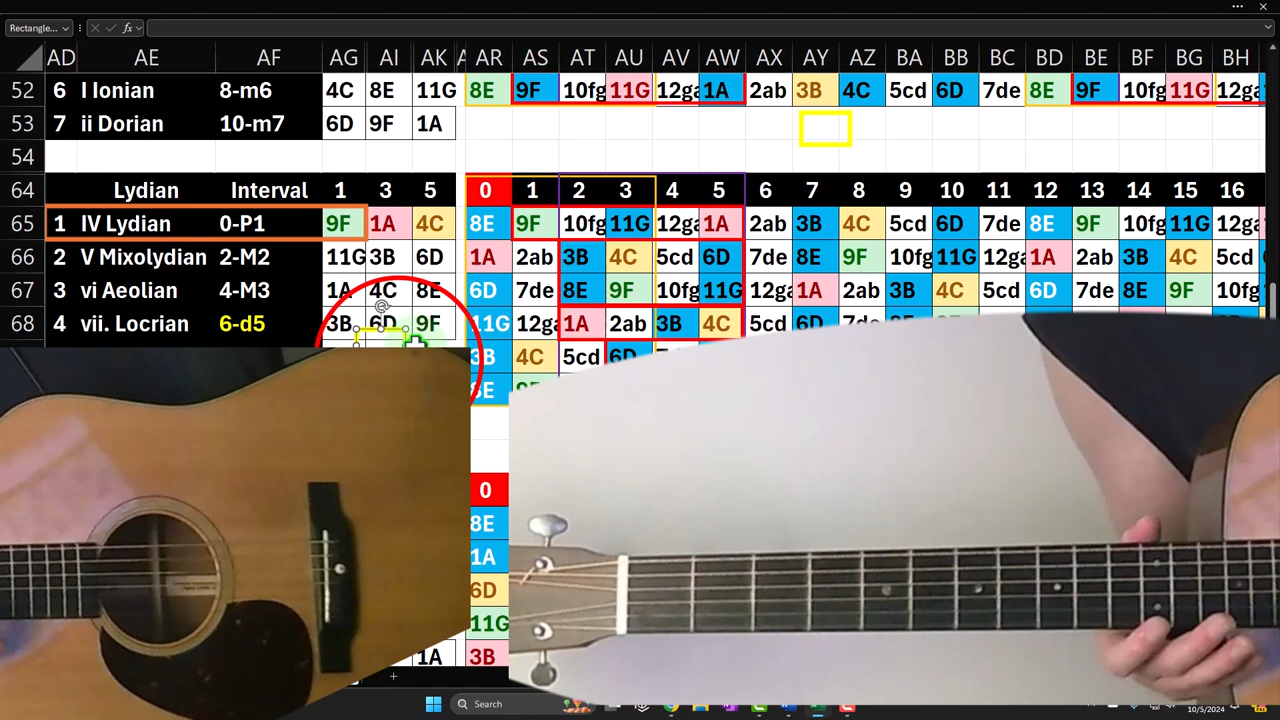 Rectangle... fx
AD AE AF AG AI AK AR AS AT AU AV AW AX AY AZ BA BB BC BD BE BF BG BH
52 6 I Ionian 8-m6 4C 8E 11G 8E 9F 10fg 11G 12ga 1A 2ab 3B 4C 5cd 6D 7de 8E 9F 10fg 11G 12ga
53 7 ii Dorian 10-m7 6D 9F 1A
54
64 Lydian Interval 1 3 5 0 1 2 3 4 5 6 7 8 9 10 11 12 13 14 15 16
65 1 IV Lydian 0-P1 9F 1A 4C 8E 9F 10fg 11G 12ga 1A 2ab 3B 4C 5cd 6D 7de 8E 9F 10fg 11G 12ga
66 2 V Mixolydian 2-M2 11G 3B 6D 1A 2ab 3B 4C 5cd 6D 7de 8E 9F 10fg 11G 12ga 1A 2ab 3B 4C 5cd
67 3 vi Aeolian 4-M3 1A 4C 8E 6D 7de 8E 9F 10fg 11G 12ga 1A 2ab 3B 4C 5cd 6D 7de 8E 9F 10fg
68 4 vii. Locrian 6-d5 3B 6D 9F 11G 12ga 1A 2ab 3B 4C 5cd 6D
3B 4C 5cd 6D
8E
0
8E
1A
6D
11G
1A 3B
Search
10/5/2024